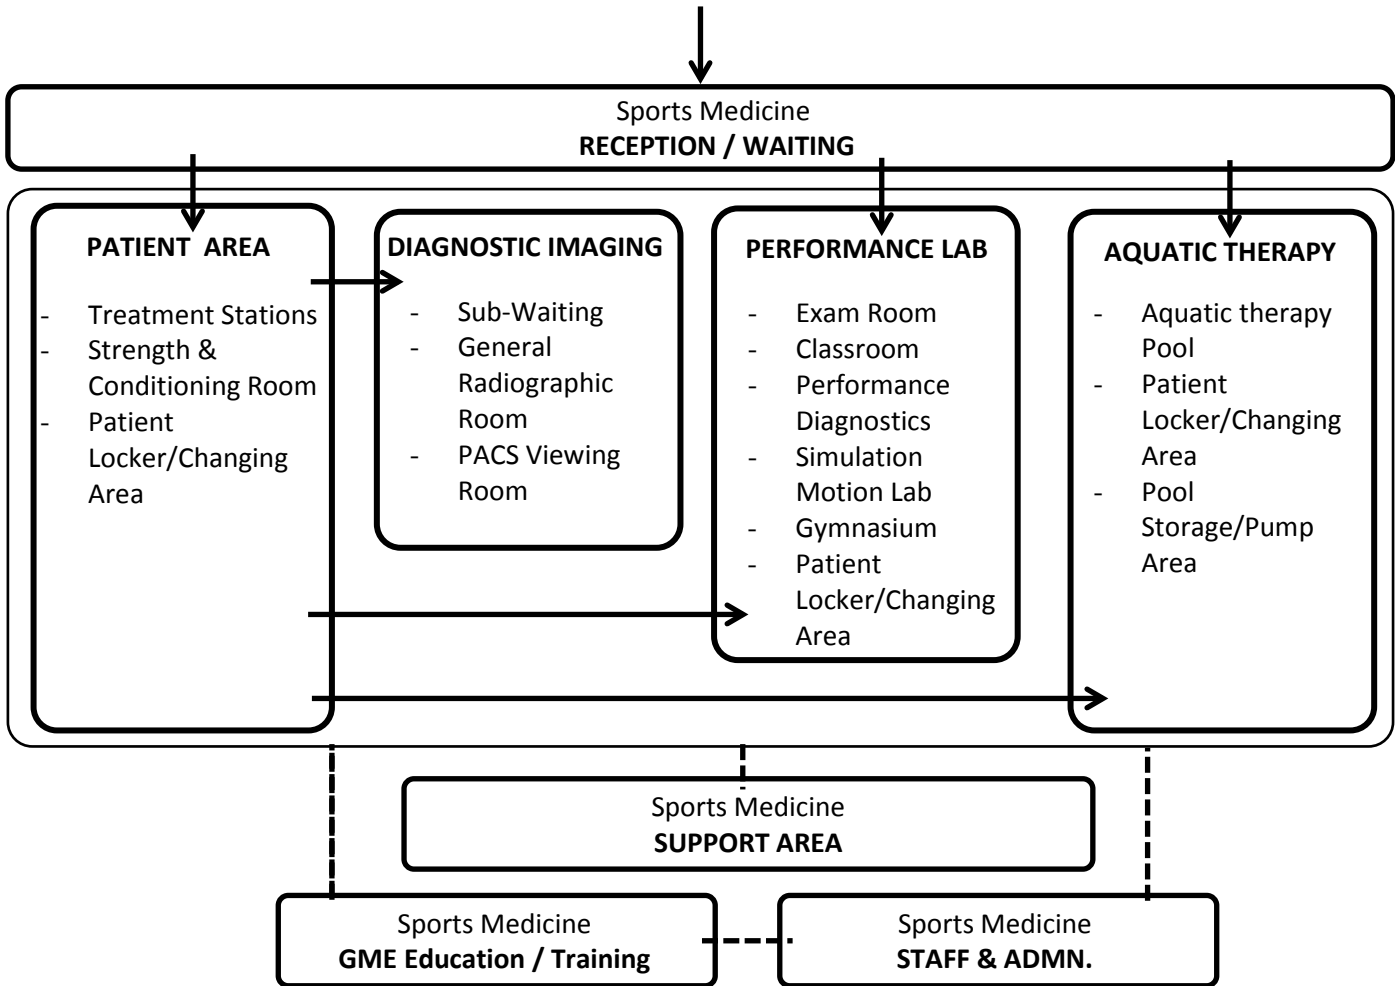 Sports Medicine
RECEPTION / WAITING
PATIENT  AREA
- Treatment Stations
- Strength &
Conditioning Room
- Patient
Locker/Changing
Area
DIAGNOSTIC IMAGING
- Sub-Waiting
- General
Radiographic
Room
- PACS Viewing
Room
PERFORMANCE LAB
- Exam Room
- Classroom
- Performance
Diagnostics
- Simulation
Motion Lab
- Gymnasium
- Patient
Locker/Changing
Area
AQUATIC THERAPY
- Aquatic therapy
Pool
- Patient
Locker/Changing
Area
- Pool
Storage/Pump
Area
Sports Medicine
SUPPORT AREA
Sports Medicine
GME Education / Training
Sports Medicine
STAFF & ADMN.